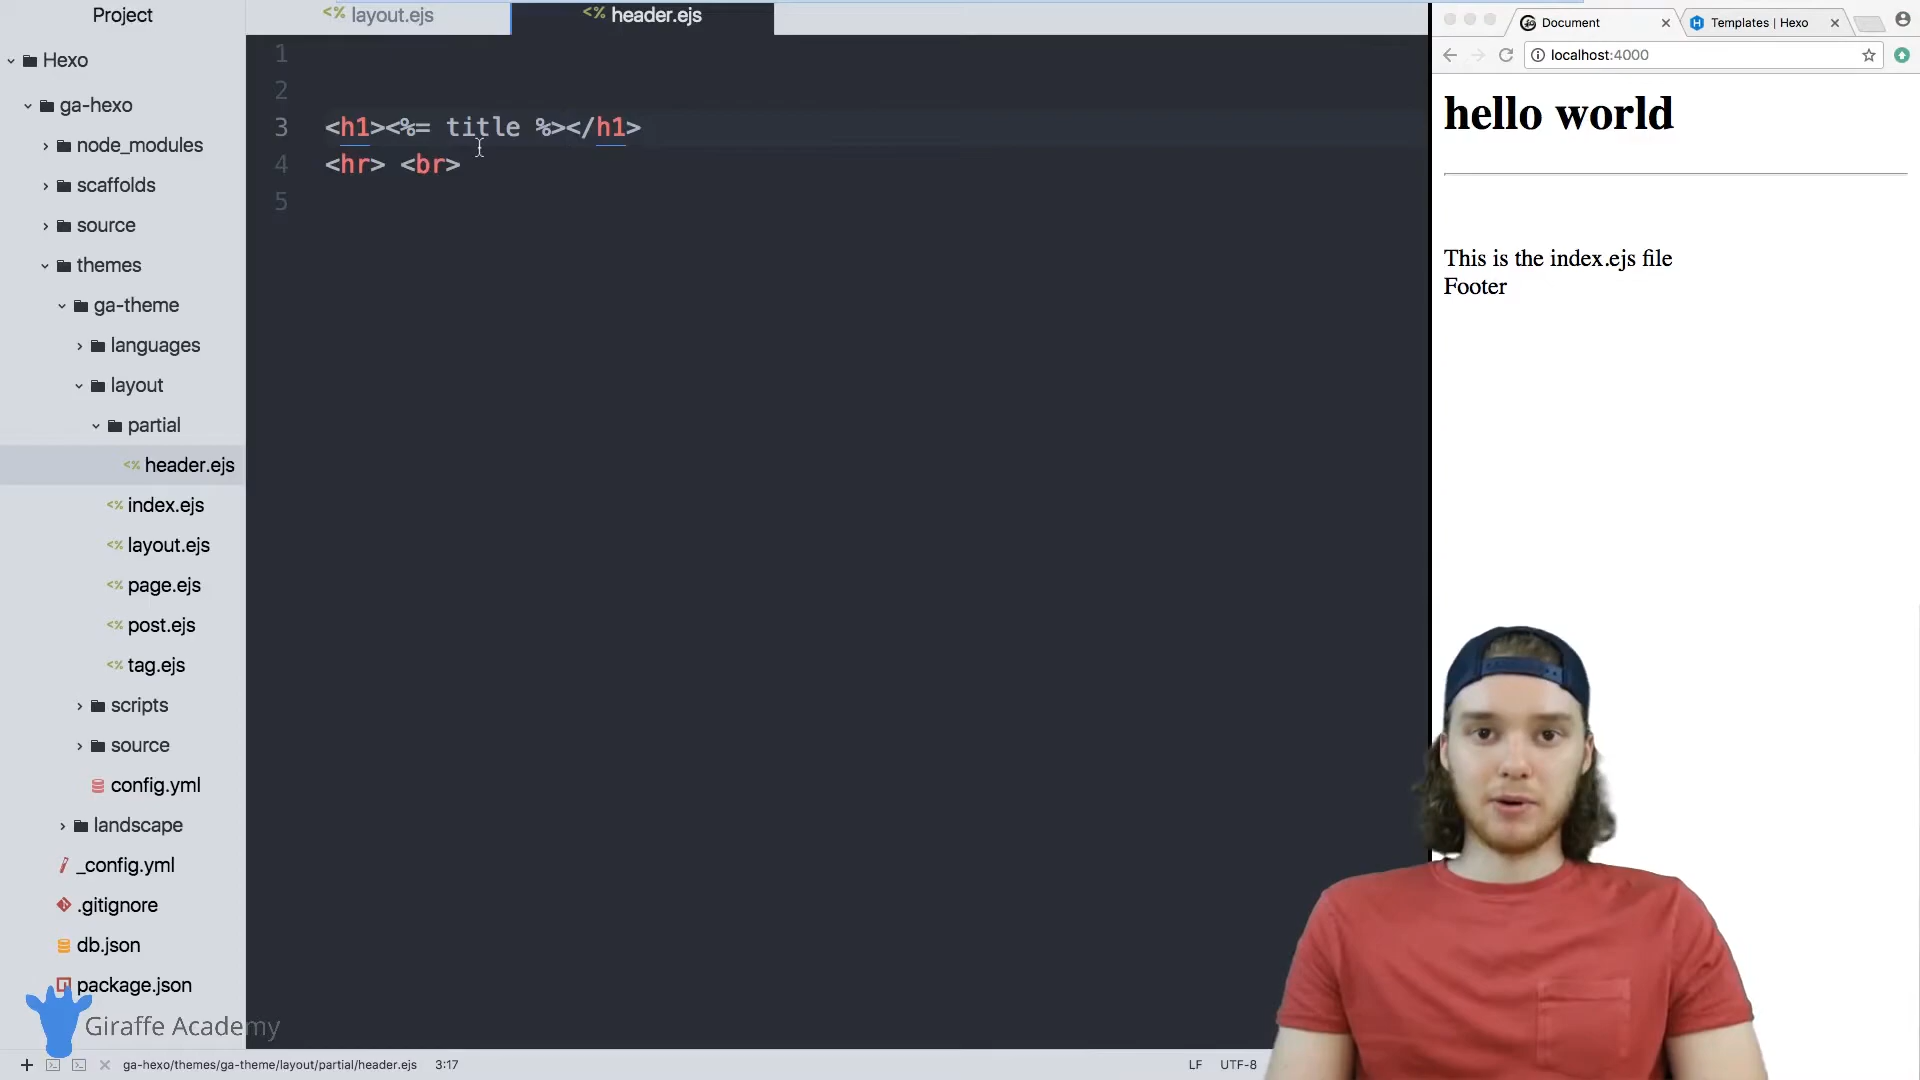 Project
Hexo
ga-hexo
node_modules
scaffolds
source
themes
ga-theme
languages
layout
partial
<% header.ejs
<% index.ejs
<% layout.ejs
<% page.ejs
<% post.ejs
<% tag.ejs
scripts
source
config.yml
landscape
_config.yml
.gitignore
db.json
package.json
Giraffe Academy
<% layout.ejs
<% header.ejs
1
2
3 <h1><%= title %></h1>
4 <hr> <br>
5
ga-hexo/themes/ga-theme/layout/partial/header.ejs 3:17
LF UTF-8
Document
Templates | Hexo
localhost:4000
hello world
This is the index.ejs file
Footer